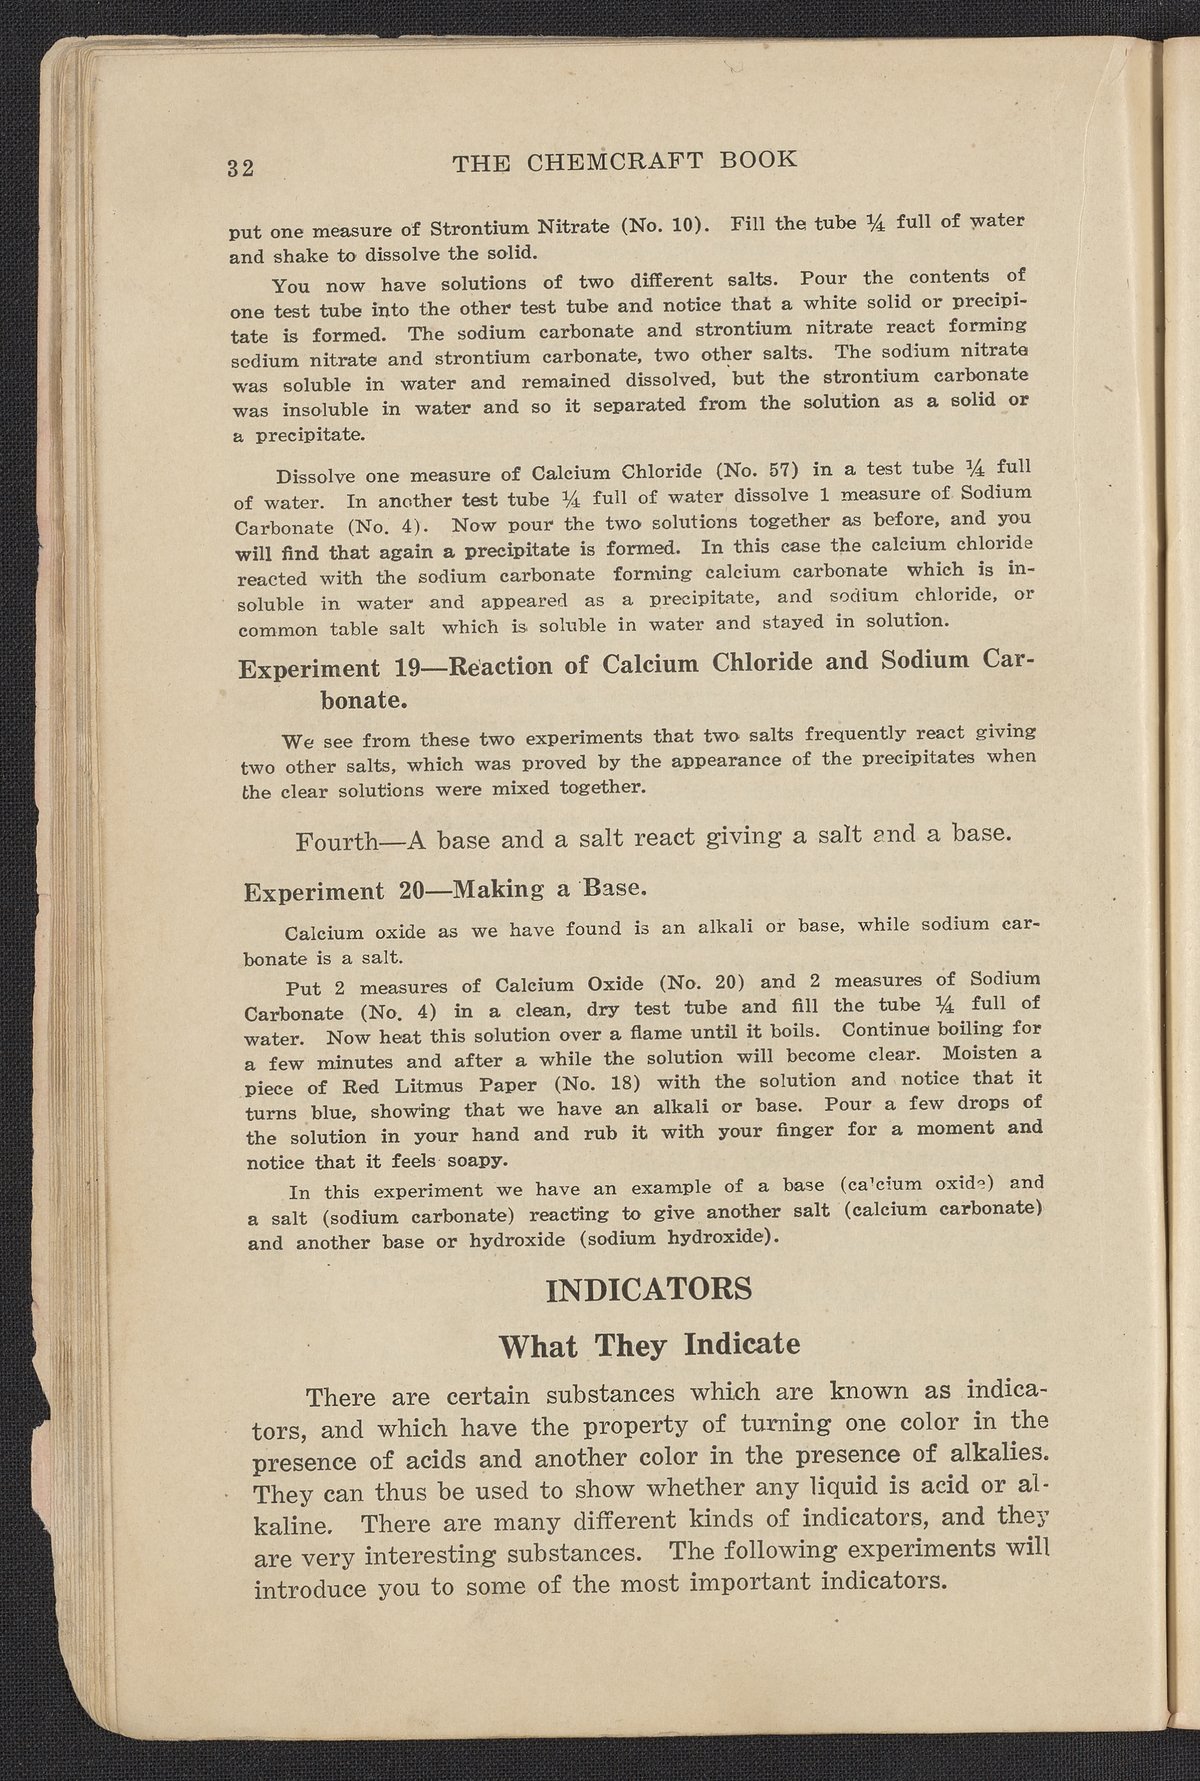 32 THE CHEMCRAFT BOOK
put one measure of Strontium Nitrate (No. 10). Fill the tube ¼ full of water
and shake to dissolve the solid.
You now have solutions of two different salts. Pour the contents of
one test tube into the other test tube and notice that a white solid or precipi-
tate is formed. The sodium carbonate and strontium nitrate react forming
sodium nitrate and strontium carbonate, two other salts. The sodium nitrate
was soluble in water and remained dissolved, but the strontium carbonate
was insoluble in water and so it separated from the solution as a solid or
a precipitate.
Dissolve one measure of Calcium Chloride (No. 57) in a test tube ¼ full
of water. In another test tube ¼ full of water dissolve 1 measure of Sodium
Carbonate (No. 4). Now pour the two solutions together as before, and you
will find that again a precipitate is formed. In this case the calcium chloride
reacted with the sodium carbonate forming calcium carbonate which is in-
soluble in water and appeared as a precipitate, and sodium chloride, or
common table salt which is soluble in water and stayed in solution.
Experiment 19—Reaction of Calcium Chloride and Sodium Car-
bonate.
We see from these two experiments that two salts frequently react giving
two other salts, which was proved by the appearance of the precipitates when
the clear solutions were mixed together.
Fourth—A base and a salt react giving a salt and a base.
Experiment 20—Making a Base.
Calcium oxide as we have found is an alkali or base, while sodium car-
bonate is a salt.
Put 2 measures of Calcium Oxide (No. 20) and 2 measures of Sodium
Carbonate (No. 4) in a clean, dry test tube and fill the tube ¼ full of
water. Now heat this solution over a flame until it boils. Continue boiling for
a few minutes and after a while the solution will become clear. Moisten a
piece of Red Litmus Paper (No. 18) with the solution and notice that it
turns blue, showing that we have an alkali or base. Pour a few drops of
the solution in your hand and rub it with your finger for a moment and
notice that it feels soapy.
In this experiment we have an example of a base (calcium oxide) and
a salt (sodium carbonate) reacting to give another salt (calcium carbonate)
and another base or hydroxide (sodium hydroxide).
INDICATORS
What They Indicate
There are certain substances which are known as indica-
tors, and which have the property of turning one color in the
presence of acids and another color in the presence of alkalies.
They can thus be used to show whether any liquid is acid or al-
kaline. There are many different kinds of indicators, and they
are very interesting substances. The following experiments will
introduce you to some of the most important indicators.